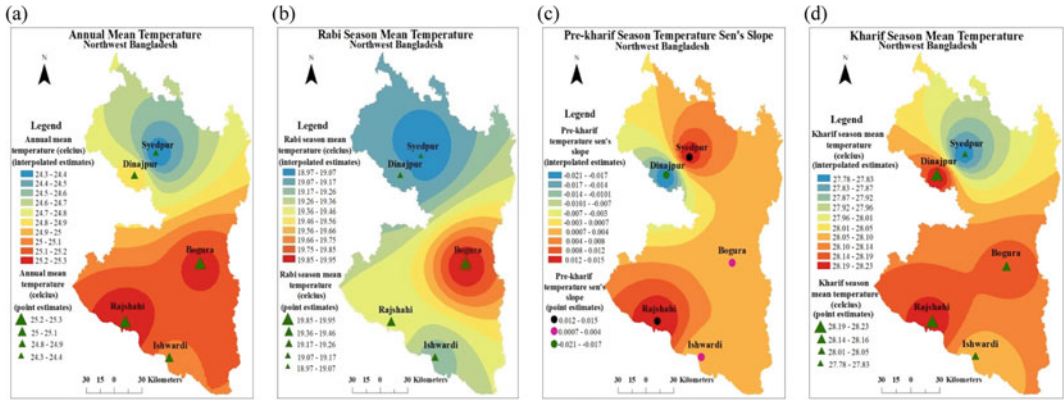 (a)
Annual Mean Temperature
Northwest Bangladesh
N
Legend
Annual mean
temperature (celcius)
(interpolated estimates)
24.3 - 24.4
24.4 - 24.5
24.5 - 24.6
24.6 - 24.7
24.7 - 24.8
24.8 - 24.9
24.9 - 25
25 - 25.1
25.1 - 25.2
25.2 - 25.3
Annual mean
temperature
(celcius)
(point estimates)
25.2 - 25.3
25 - 25.1
24.8 - 24.9
24.3 - 24.4
Syedpur
Dinajpur
Bogura
Rajshahi
Ishwardi
30 15 0 30 Kilometers
(b)
Rabi Season Mean Temperature
Northwest Bangladesh
N
Legend
Rabi season mean
temperature (celcius)
(interpolated estimates)
18.97 - 19.07
19.07 - 19.17
19.17 - 19.26
19.26 - 19.36
19.36 - 19.46
19.46 - 19.56
19.56 - 19.66
19.66 - 19.75
19.75 - 19.85
19.85 - 19.95
Rabi season mean
temperature (celcius)
(point estimates)
19.85 - 19.95
19.36 - 19.46
19.17 - 19.26
19.07 - 19.17
18.97 - 19.07
Syedpur
Dinajpur
Bogura
Rajshahi
Ishwardi
30 15 0 30 Kilometers
(c)
Pre-kharif Season Temperature Sen's Slope
Northwest Bangladesh
N
Legend
Pre-kharif
temperature sen's
slope
(interpolated estimates)
-0.021 - -0.017
-0.017 - -0.014
-0.014 - -0.0101
-0.0101 - -0.007
-0.007 - -0.003
-0.003 - 0.0007
0.0007 - 0.004
0.004 - 0.008
0.008 - 0.012
0.012 - 0.015
Pre-kharif
temperature sen's
slope
(point estimates)
0.012 - 0.015
0.0007 - 0.004
-0.021 - -0.017
Syedpur
Dinajpur
Bogura
Rajshahi
Ishwardi
30 15 0 30 Kilometers
(d)
Kharif Season Mean Temperature
Northwest Bangladesh
N
Legend
Kharif season mean
temperature
(celcius)
(interpolated estimates)
27.78 - 27.83
27.83 - 27.87
27.87 - 27.92
27.92 - 27.96
27.96 - 28.01
28.01 - 28.05
28.05 - 28.10
28.10 - 28.14
28.14 - 28.19
28.19 - 28.23
Kharif season
mean temperature
(celcius)
(point estimates)
28.19 - 28.23
28.14 - 28.16
28.01 - 28.05
27.78 - 27.83
Syedpur
Dinajpur
Bogura
Rajshahi
Ishwardi
30 15 0 30 Kilometers